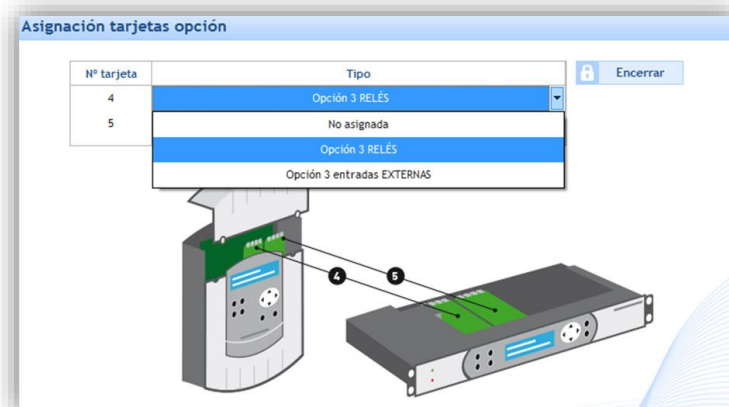 Asignación tarjetas opción
Nº tarjeta Tipo
Encerrar
4 Opción 3 RELÉS
5 No asignada
Opción 3 RELÉS
Opción 3 entradas EXTERNAS
4 5